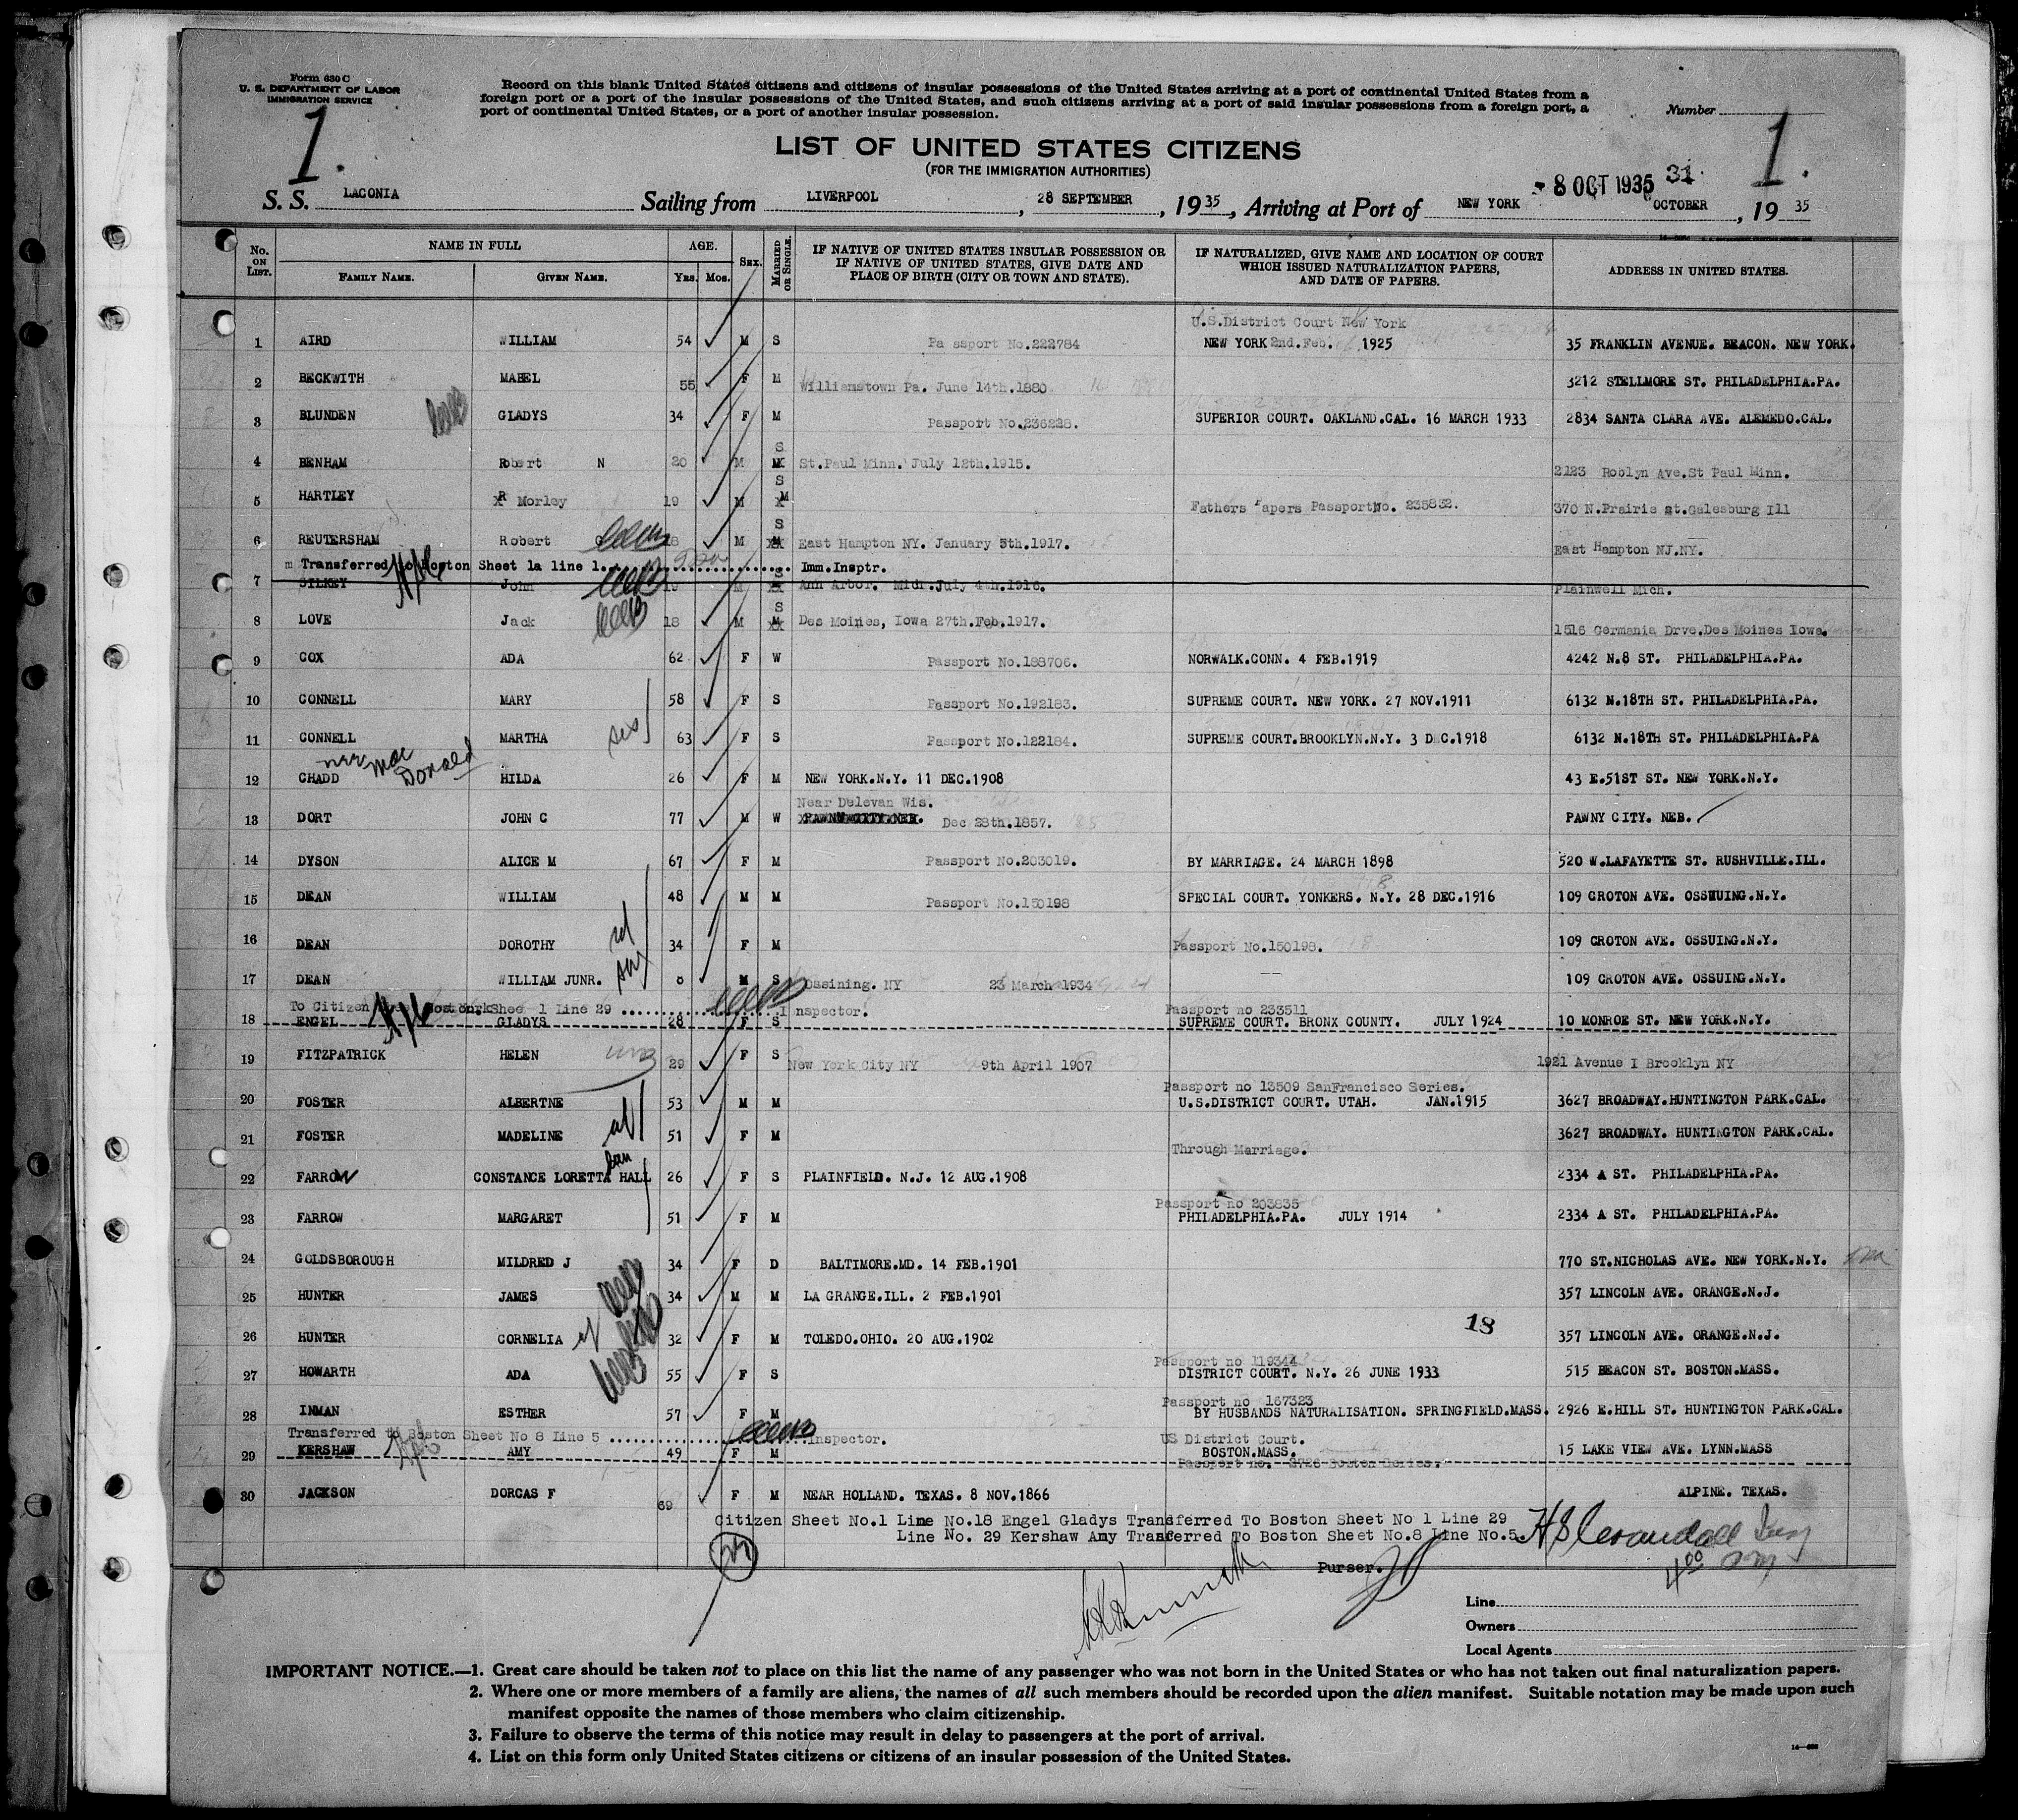 Form 630 C
U. S. DEPARTMENT OF LABOR
IMMIGRATION SERVICE
1.
Record on this blank United States citizens and citizens of insular possessions of the United States arriving at a port of continental United States from a
foreign port or a port of the insular possessions of the United States, and such citizens arriving at a port of said insular possessions from a foreign port, a
port of continental United States, or a port of another insular possession.
Number
1.
LIST OF UNITED STATES CITIZENS
(FOR THE IMMIGRATION AUTHORITIES)
- 8 OCT 1935 31.
S. S. LACONIA Sailing from LIVERPOOL, 28 SEPTEMBER, 1935, Arriving at Port of NEW YORK OCTOBER, 1935
No. ON LIST. NAME IN FULL FAMILY NAME. GIVEN NAME. AGE. YRS. MOS. SEX. MARRIED OR SINGLE. IF NATIVE OF UNITED STATES INSULAR POSSESSION OR IF NATIVE OF UNITED STATES, GIVE DATE AND PLACE OF BIRTH (CITY OR TOWN AND STATE). IF NATURALIZED, GIVE NAME AND LOCATION OF COURT WHICH ISSUED NATURALIZATION PAPERS, AND DATE OF PAPERS. ADDRESS IN UNITED STATES.
U.S.District Court New York
1 AIRD WILLIAM 54 M S Pa ssport No.222784 NEW YORK 2nd.Feb. 1925 35 FRANKLIN AVENUE. BEACON. NEW YORK.
2 BECKWITH MABEL 55 F M Williamstown Pa. June 14th.1880 3212 STELLMORE ST. PHILADELPHIA.PA.
3 BLUNDEN GLADYS 34 F M Passport No.236228. SUPERIOR COURT. OAKLAND.CAL. 16 MARCH 1933 2834 SANTA CLARA AVE. ALEMEDO.CAL.
4 BENHAM Robert N 20 M S St.Paul Minn. July 12th.1915. 2123 Roblyn Ave.St Paul Minn.
5 HARTLEY R Morley 19 M S Fathers Papers Passport No. 235832. 370 N.Prairie st.Galesburg Ill
6 REUTERSHAM Robert G 18 M S East Hampton NY. January 5th.1917. East Hampton NJ.NY.
m Transferred to Boston Sheet 1a line 1. Imm.Insptr.
7 SILKEY John 19 M S Ann Arbor. Mich.July 4th.1916. Plainwell Mich.
8 LOVE Jack 18 M S Des Moines, Iowa 27th.Feb.1917. 1516 Germania Drve.Des Moines Iowa.
9 COX ADA 62 F W Passport No.188706. NORWALK.CONN. 4 FEB.1919 4242 N.8 ST. PHILADELPHIA.PA.
10 CONNELL MARY 58 F S Passport No.192183. SUPREME COURT. NEW YORK. 27 NOV.1911 6132 N.18TH ST. PHILADELPHIA.PA.
11 CONNELL MARTHA sis 63 F S Passport No.122184. SUPREME COURT.BROOKLYN.N.Y. 3 DEC.1918 6132 N.18TH ST. PHILADELPHIA.PA
nee Mac Donald
12 CHADD HILDA 26 F M NEW YORK.N.Y. 11 DEC.1908 43 E.51ST ST. NEW YORK.N.Y.
Near Delevan Wis.
13 DORT JOHN C 77 M W PAWNY CITY.NEB. Dec 28th.1857. PAWNY CITY. NEB.
14 DYSON ALICE M 67 F M Passport No.203019. BY MARRIAGE. 24 MARCH 1898 520 W.LAFAYETTE ST. RUSHVILLE.ILL.
15 DEAN WILLIAM 48 M M Passport No.150198 SPECIAL COURT. YONKERS. N.Y. 28 DEC.1916 109 CROTON AVE. OSSUUING.N.Y.
16 DEAN DOROTHY 34 F M Passport No.150198. 109 CROTON AVE. OSSUING.N.Y.
17 DEAN WILLIAM JUNR. 8 M S Ossining. NY 23 March 1934 109 CROTON AVE. OSSUING.N.Y.
To Citizen Boston Sheet 1 Line 29 Inspector. Passport no 233511
18 ENGEL GLADYS 28 F S SUPREME COURT. BRONX COUNTY. JULY 1924 10 MONROE ST. NEW YORK.N.Y.
19 FITZPATRICK HELEN 29 F S New York City NY 9th April 1907 1921 Avenue I Brooklyn NY
Passport no 13509 SanFrancisco Series.
20 FOSTER ALBERTNE 53 M M U.S.DISTRICT COURT. UTAH. JAN.1915 3627 BROADWAY.HUNTINGTON PARK.CAL.
21 FOSTER MADELINE 51 F M Through Marriage. 3627 BROADWAY. HUNTINGTON PARK.CAL.
22 FARROW CONSTANCE LORETTA HALL 26 F S PLAINFIELD. N.J. 12 AUG.1908 2334 A ST. PHILADELPHIA.PA.
Passport no 203835
23 FARROW MARGARET 51 F M PHILADELPHIA.PA. JULY 1914 2334 A ST. PHILADELPHIA.PA.
24 GOLDSBOROUGH MILDRED J 34 F D BALTIMORE.MD. 14 FEB.1901 770 ST.NICHOLAS AVE. NEW YORK.N.Y.
25 HUNTER JAMES 34 M M LA GRANGE.ILL. 2 FEB.1901 357 LINCOLN AVE. ORANGE.N.J.
18
26 HUNTER CORNELIA 32 F M TOLEDO.OHIO. 20 AUG.1902 357 LINCOLN AVE. ORANGE.N.J.
Passport no 119344
27 HOWARTH ADA 55 F S DISTRICT COURT. N.Y. 26 JUNE 1933 515 BEACON ST. BOSTON.MASS.
Passport no 167323
28 INMAN ESTHER 57 F M BY HUSBANDS NATURALISATION. SPRINGFIELD.MASS. 2926 E.HILL ST. HUNTINGTON PARK.CAL.
Transferred to Boston Sheet No 8 Line 5 Inspector. US District Court.
29 KERSHAW AMY 49 F M BOSTON.MASS. 15 LAKE VIEW AVE. LYNN.MASS
Passport no. 3726 Boston Series.
30 JACKSON DORCAS F 69 F M NEAR HOLLAND. TEXAS. 8 NOV.1866 ALPINE. TEXAS.
Citizen Sheet No.1 Line No.18 Engel Gladys Transferred To Boston Sheet No 1 Line 29
Line No. 29 Kershaw Amy Transferred To Boston Sheet No.8 Line No.5.
Purser.
4 00
Line
Owners
Local Agents
IMPORTANT NOTICE.—1. Great care should be taken not to place on this list the name of any passenger who was not born in the United States or who has not taken out final naturalization papers.
2. Where one or more members of a family are aliens, the names of all such members should be recorded upon the alien manifest. Suitable notation may be made upon such
manifest opposite the names of those members who claim citizenship.
3. Failure to observe the terms of this notice may result in delay to passengers at the port of arrival.
4. List on this form only United States citizens or citizens of an insular possession of the United States.